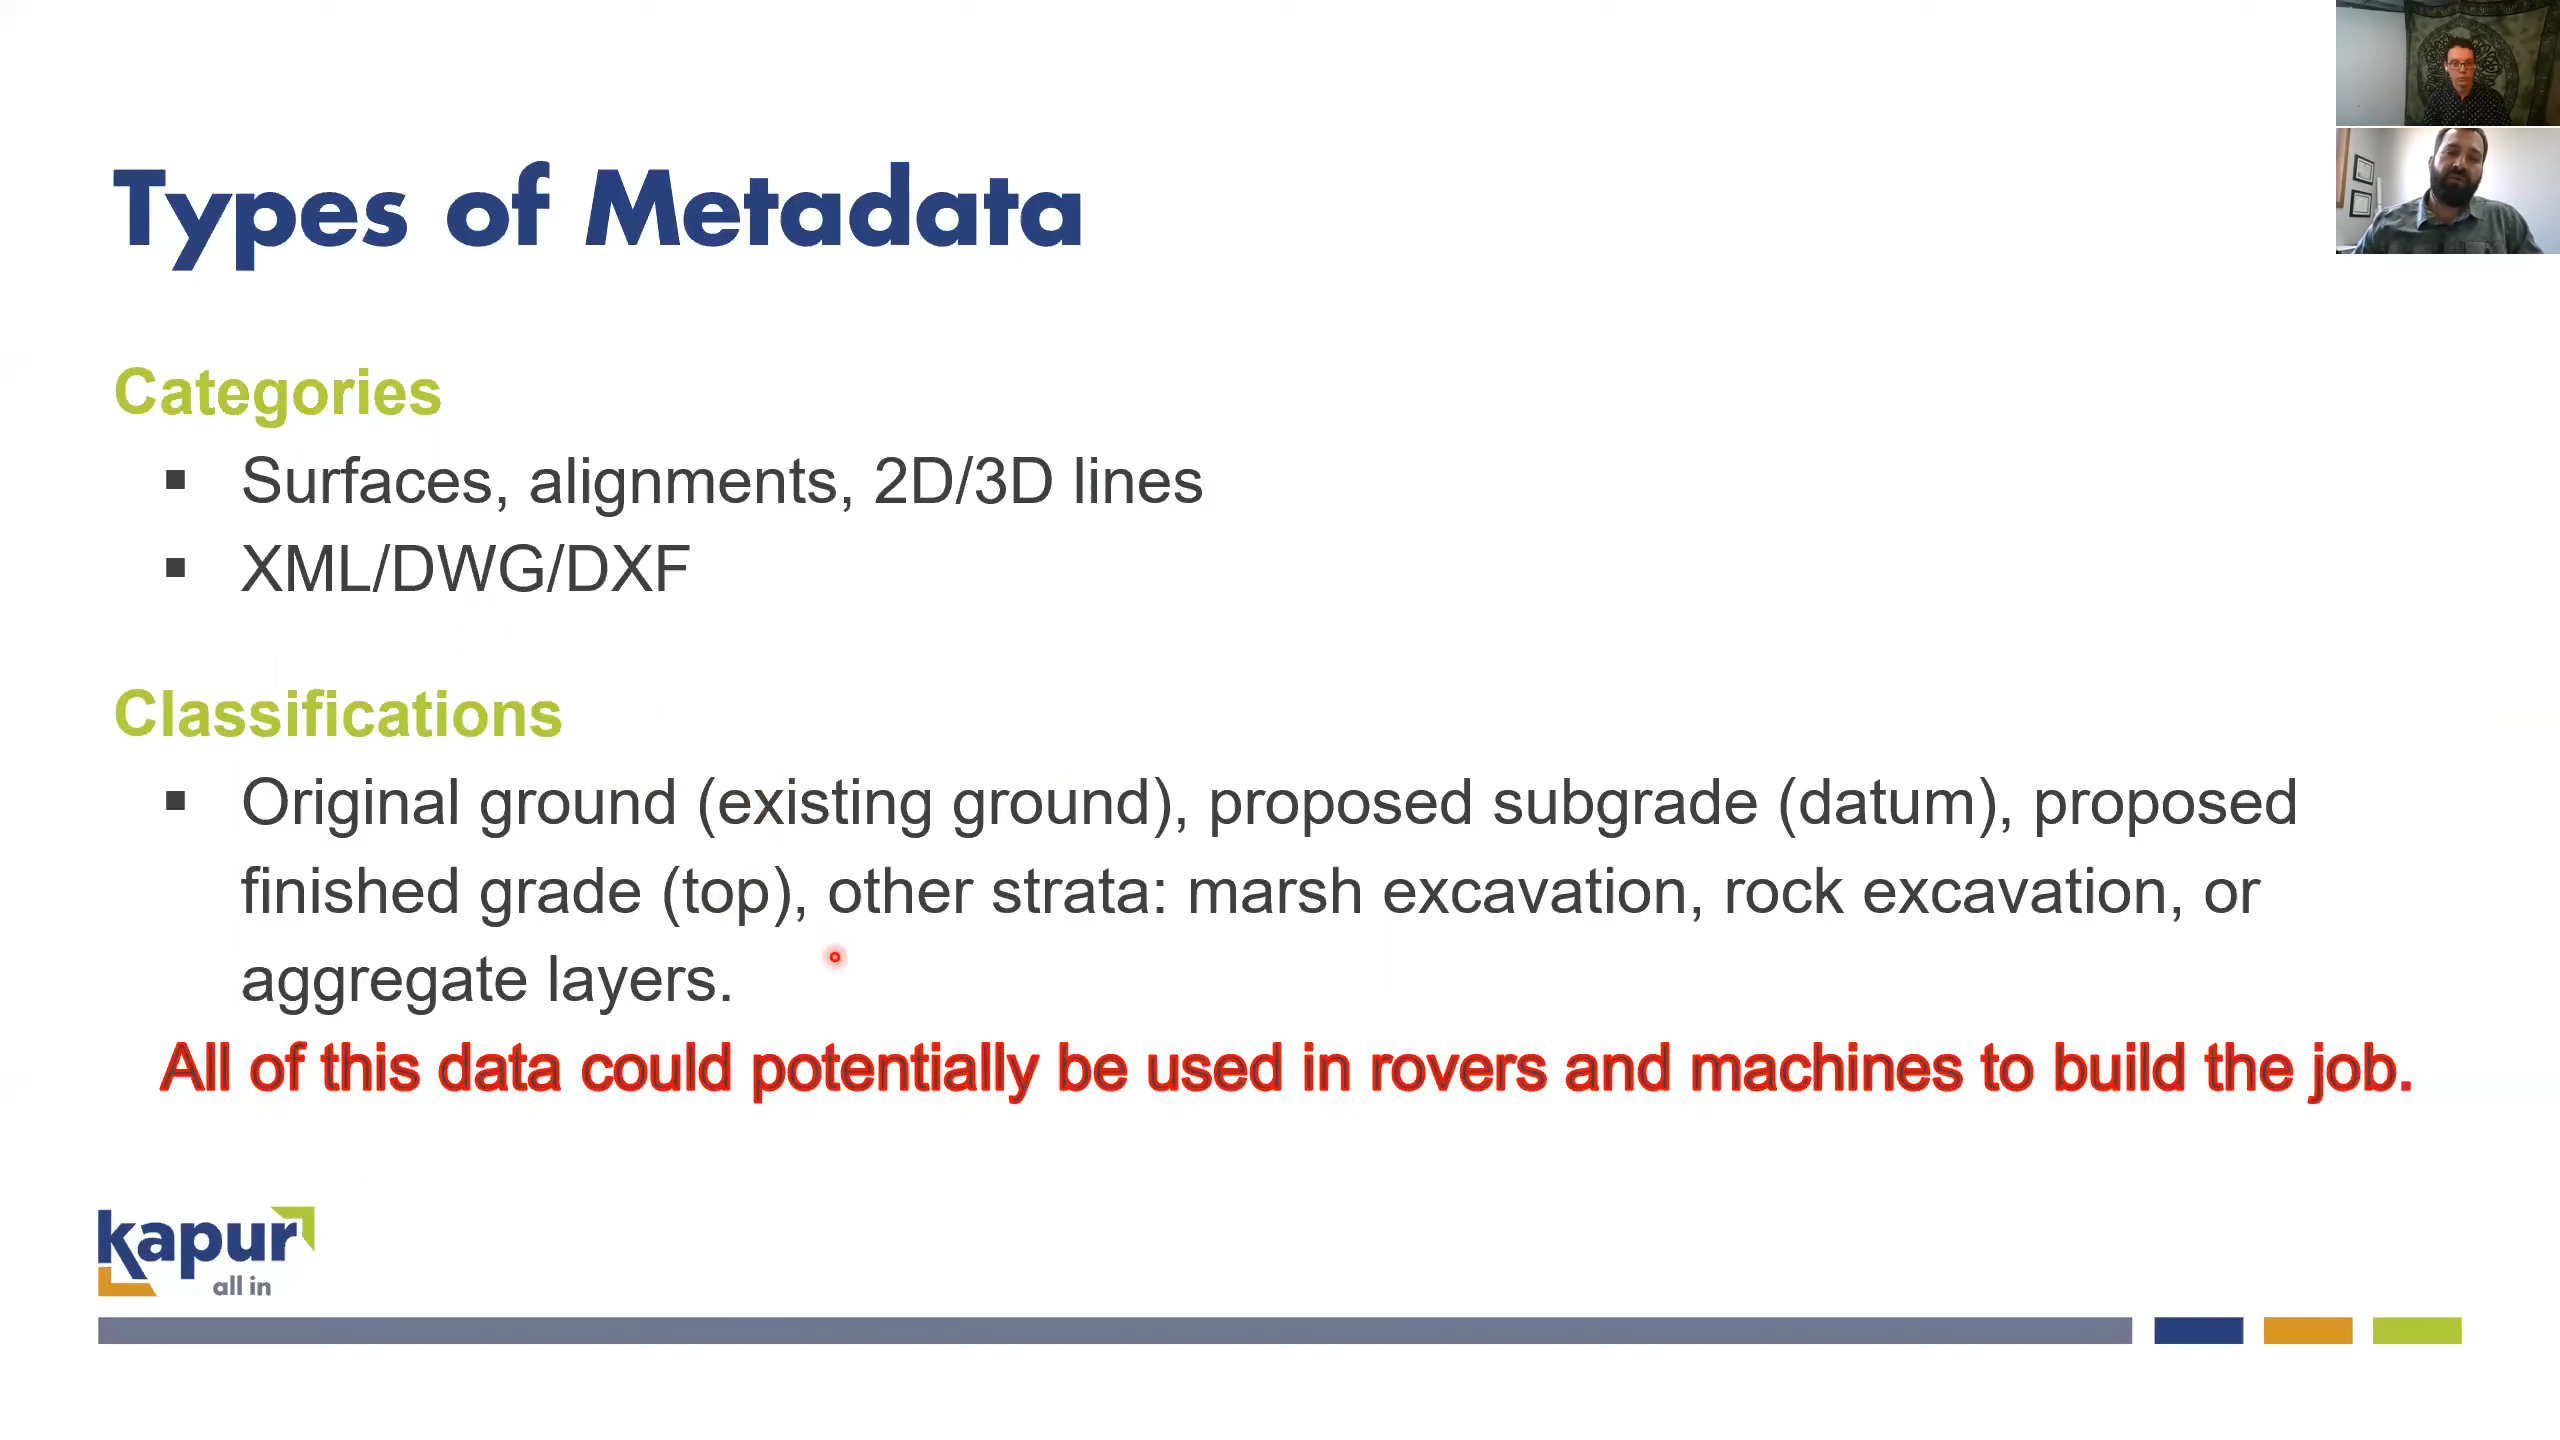 Types of Metadata
Categories
▪ Surfaces, alignments, 2D/3D lines
▪ XML/DWG/DXF
Classifications
▪ Original ground (existing ground), proposed subgrade (datum), proposed
finished grade (top), other strata: marsh excavation, rock excavation, or
aggregate layers.
All of this data could potentially be used in rovers and machines to build the job.
kapur
all in